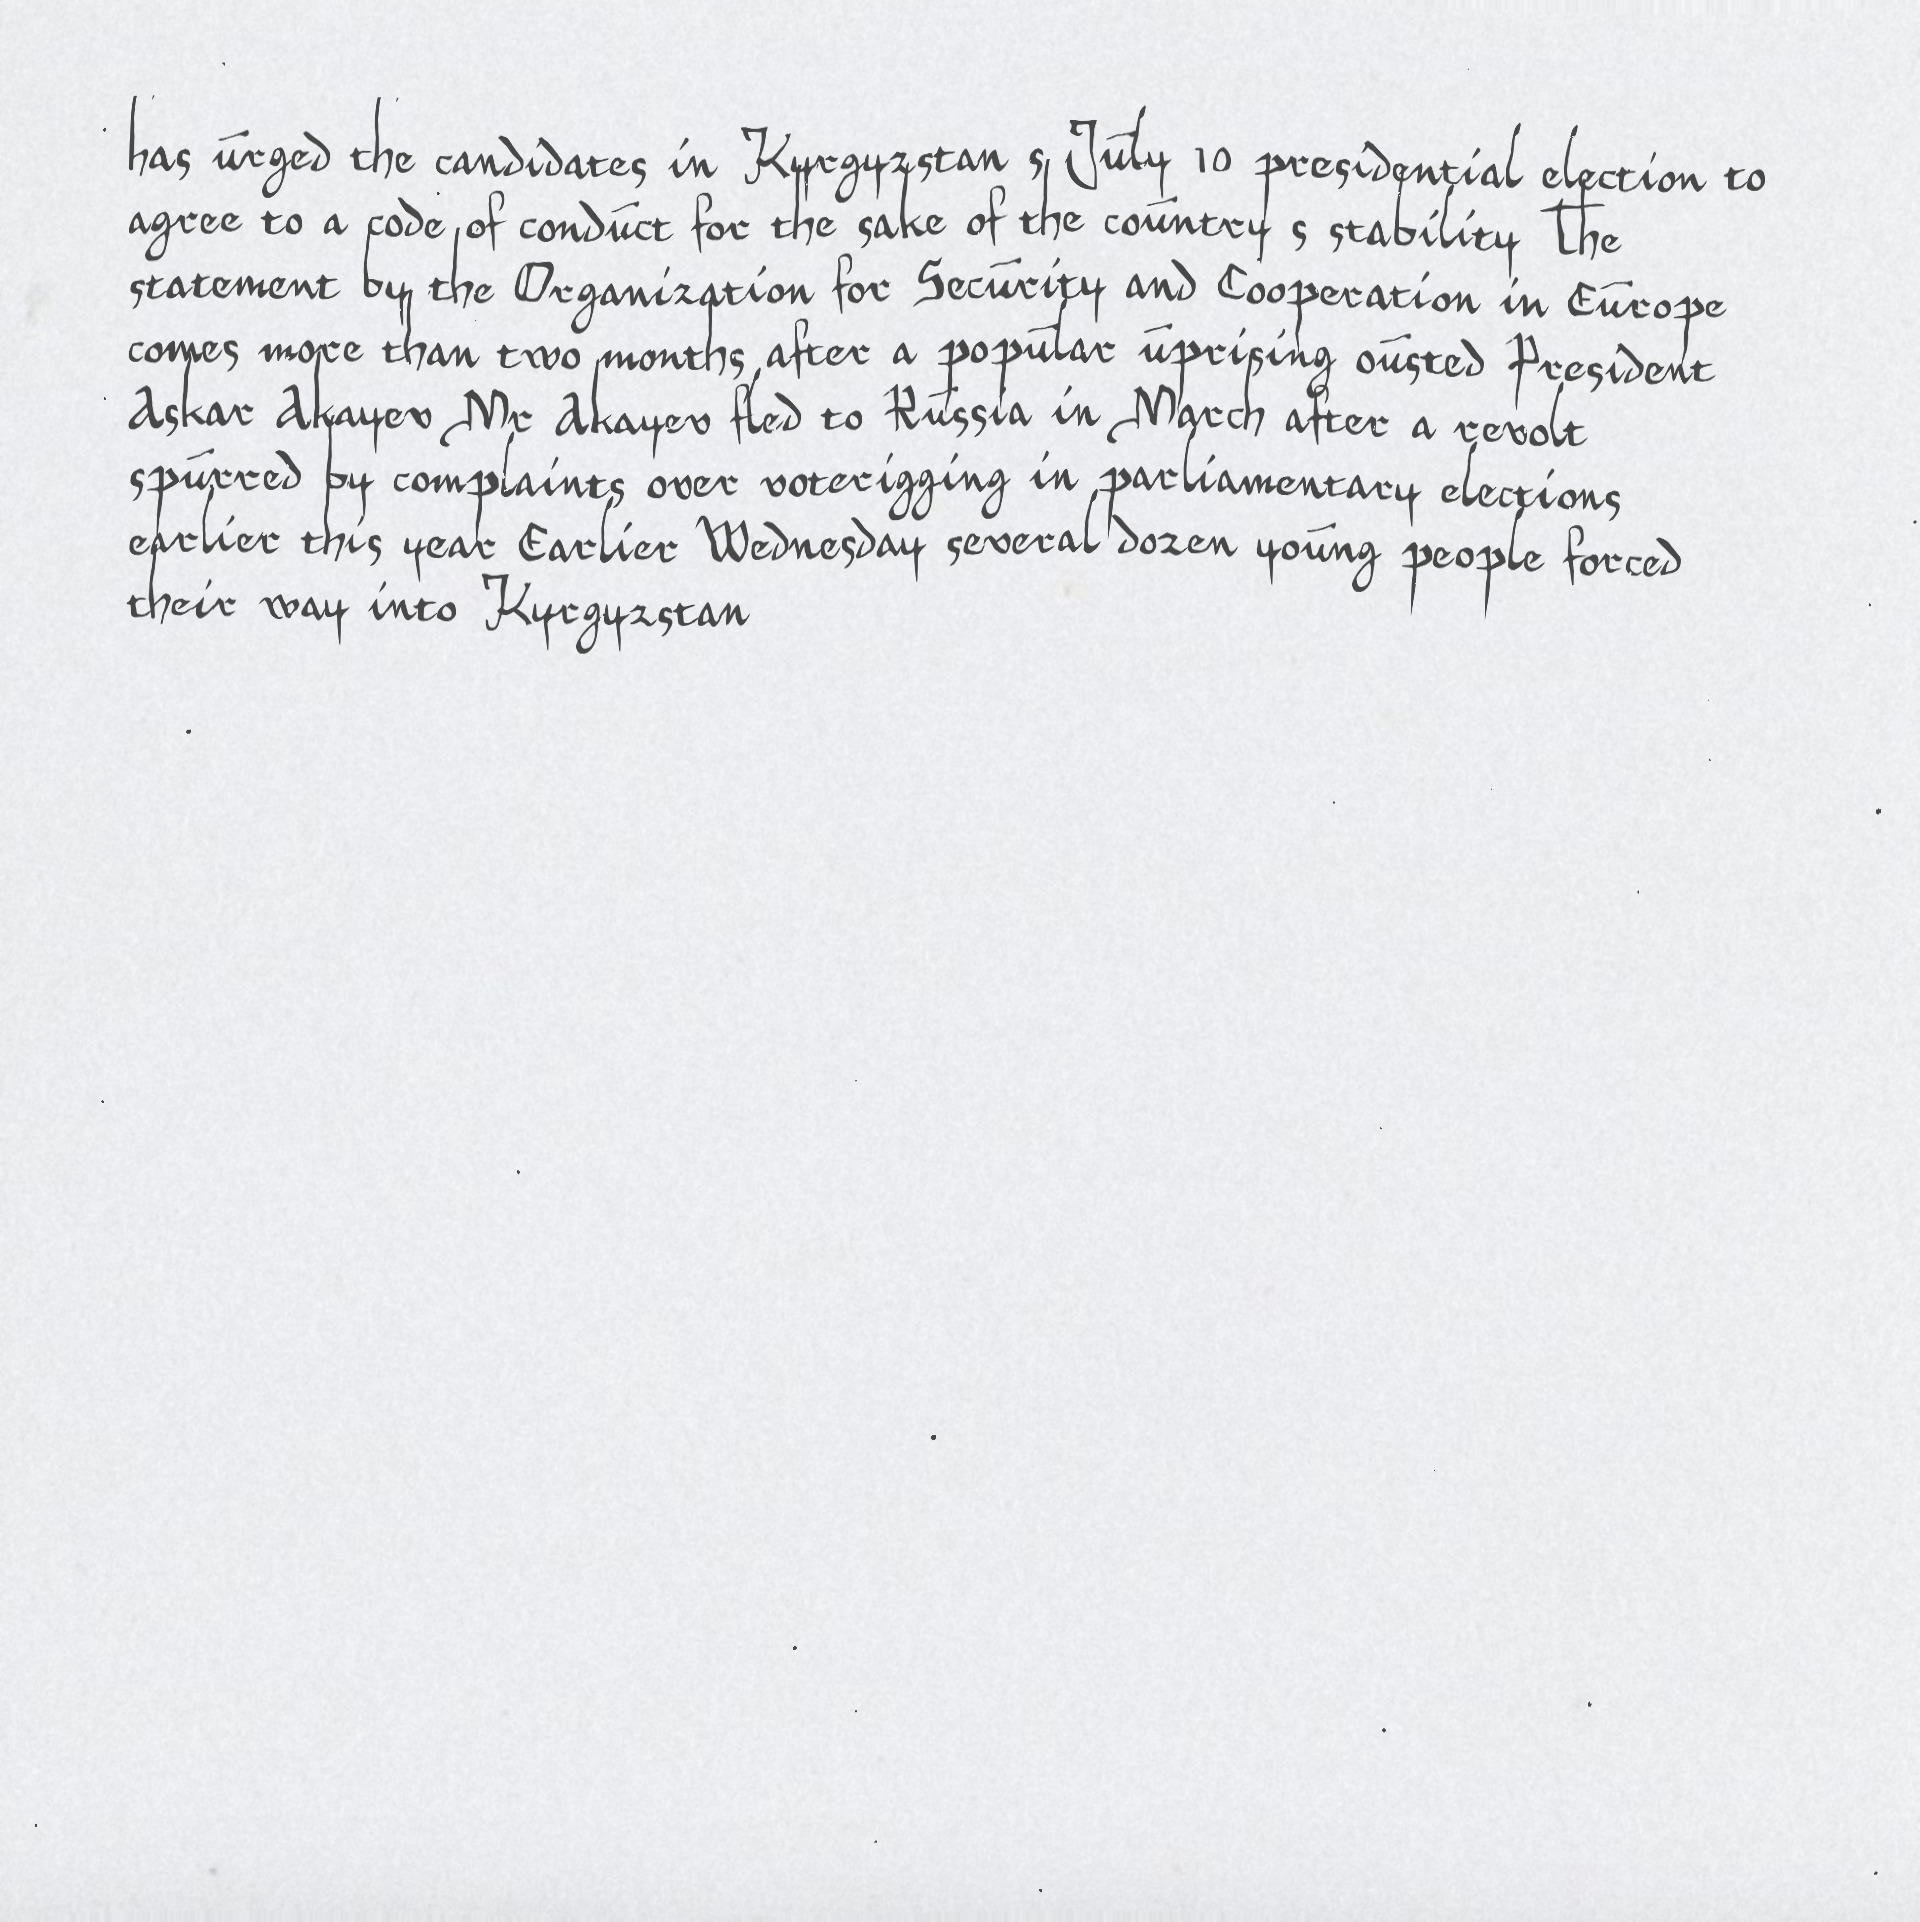 has urged the candidates in Kyrgyzstan s July 10 presidential election to
agree to a code of conduct for the sake of the country s stability The
statement by the Organization for Security and Cooperation in Europe
comes more than two months after a popular uprising ousted President
Askar Akayev Mr Akayev fled to Russia in March after a revolt
spurred by complaints over voterigging in parliamentary elections
earlier this year Earlier Wednesday several dozen young people forced
their way into Kyrgyzstan